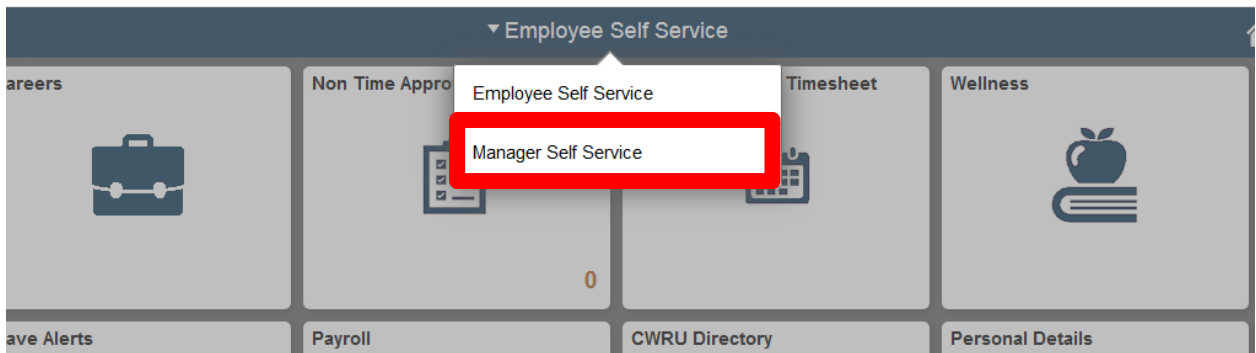 Employee Self Service
areers
Non Time Appro
Timesheet
Wellness
Employee Self Service
Manager Self Service
0
ave Alerts
Payroll
CWRU Directory
Personal Details